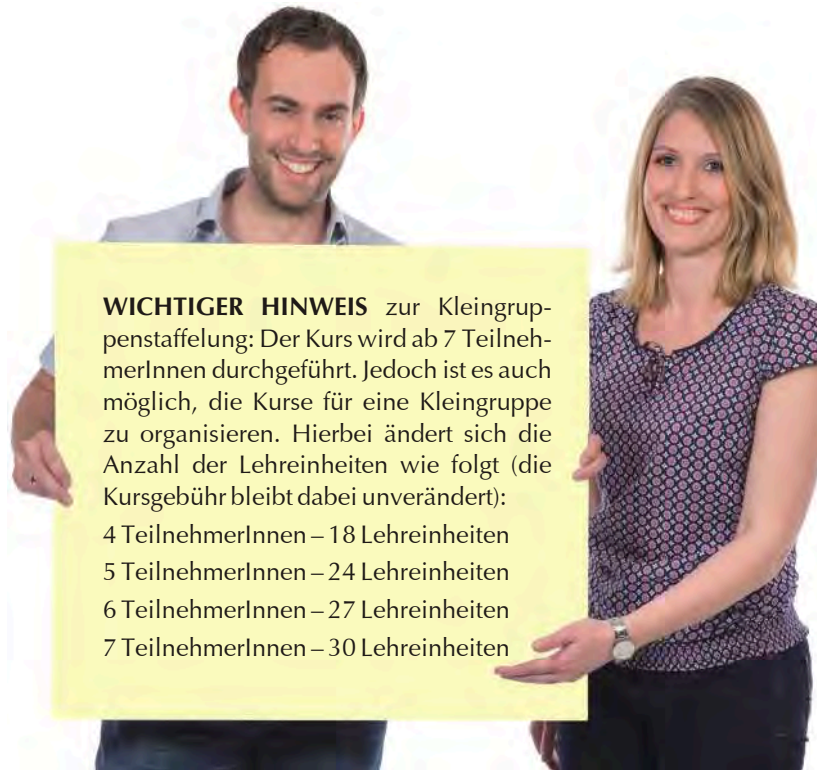 WICHTIGER HINWEIS zur Kleingrup-
penstaffelung: Der Kurs wird ab 7 Teilneh-
merInnen durchgeführt. Jedoch ist es auch
möglich, die Kurse für eine Kleingruppe
zu organisieren. Hierbei ändert sich die
Anzahl der Lehreinheiten wie folgt (die
Kursgebühr bleibt dabei unverändert):
4 TeilnehmerInnen – 18 Lehreinheiten
5 TeilnehmerInnen – 24 Lehreinheiten
6 TeilnehmerInnen – 27 Lehreinheiten
7 TeilnehmerInnen – 30 Lehreinheiten